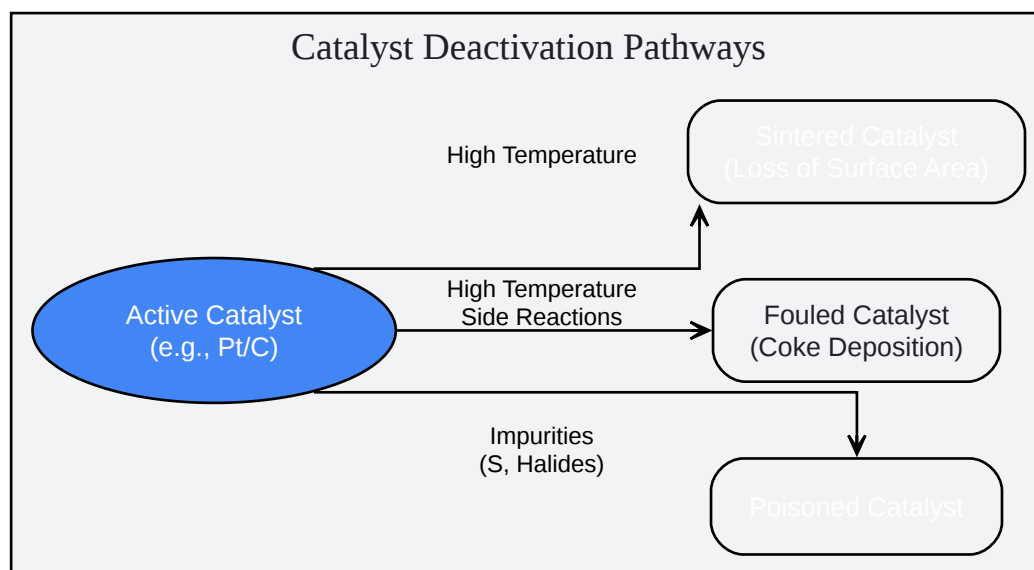 Catalyst Deactivation Pathways
Sintered Catalyst
(Loss of Surface Area)
High Temperature
High Temperature
Side Reactions
Active Catalyst
(e.g., Pt/C)
Fouled Catalyst
(Coke Deposition)
Impurities
(S, Halides)
Poisoned Catalyst